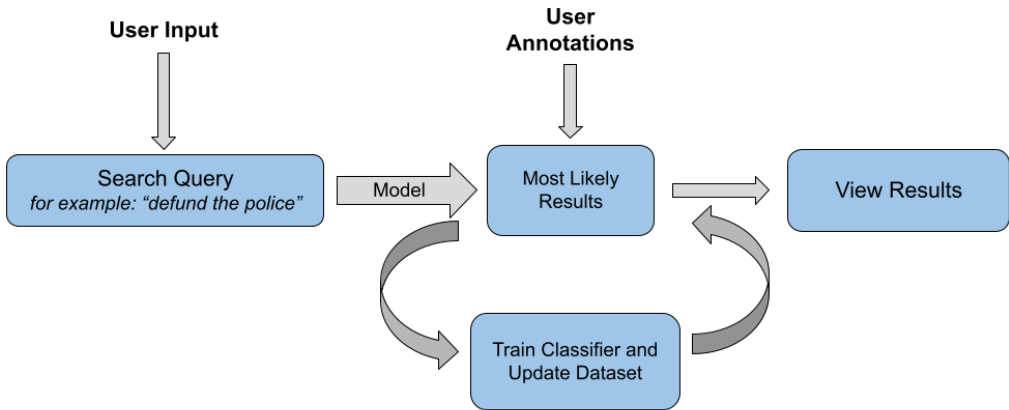 User Input
User
Annotations
Search Query
for example: “defund the police”
Model
Most Likely
Results
View Results
Train Classifier and
Update Dataset